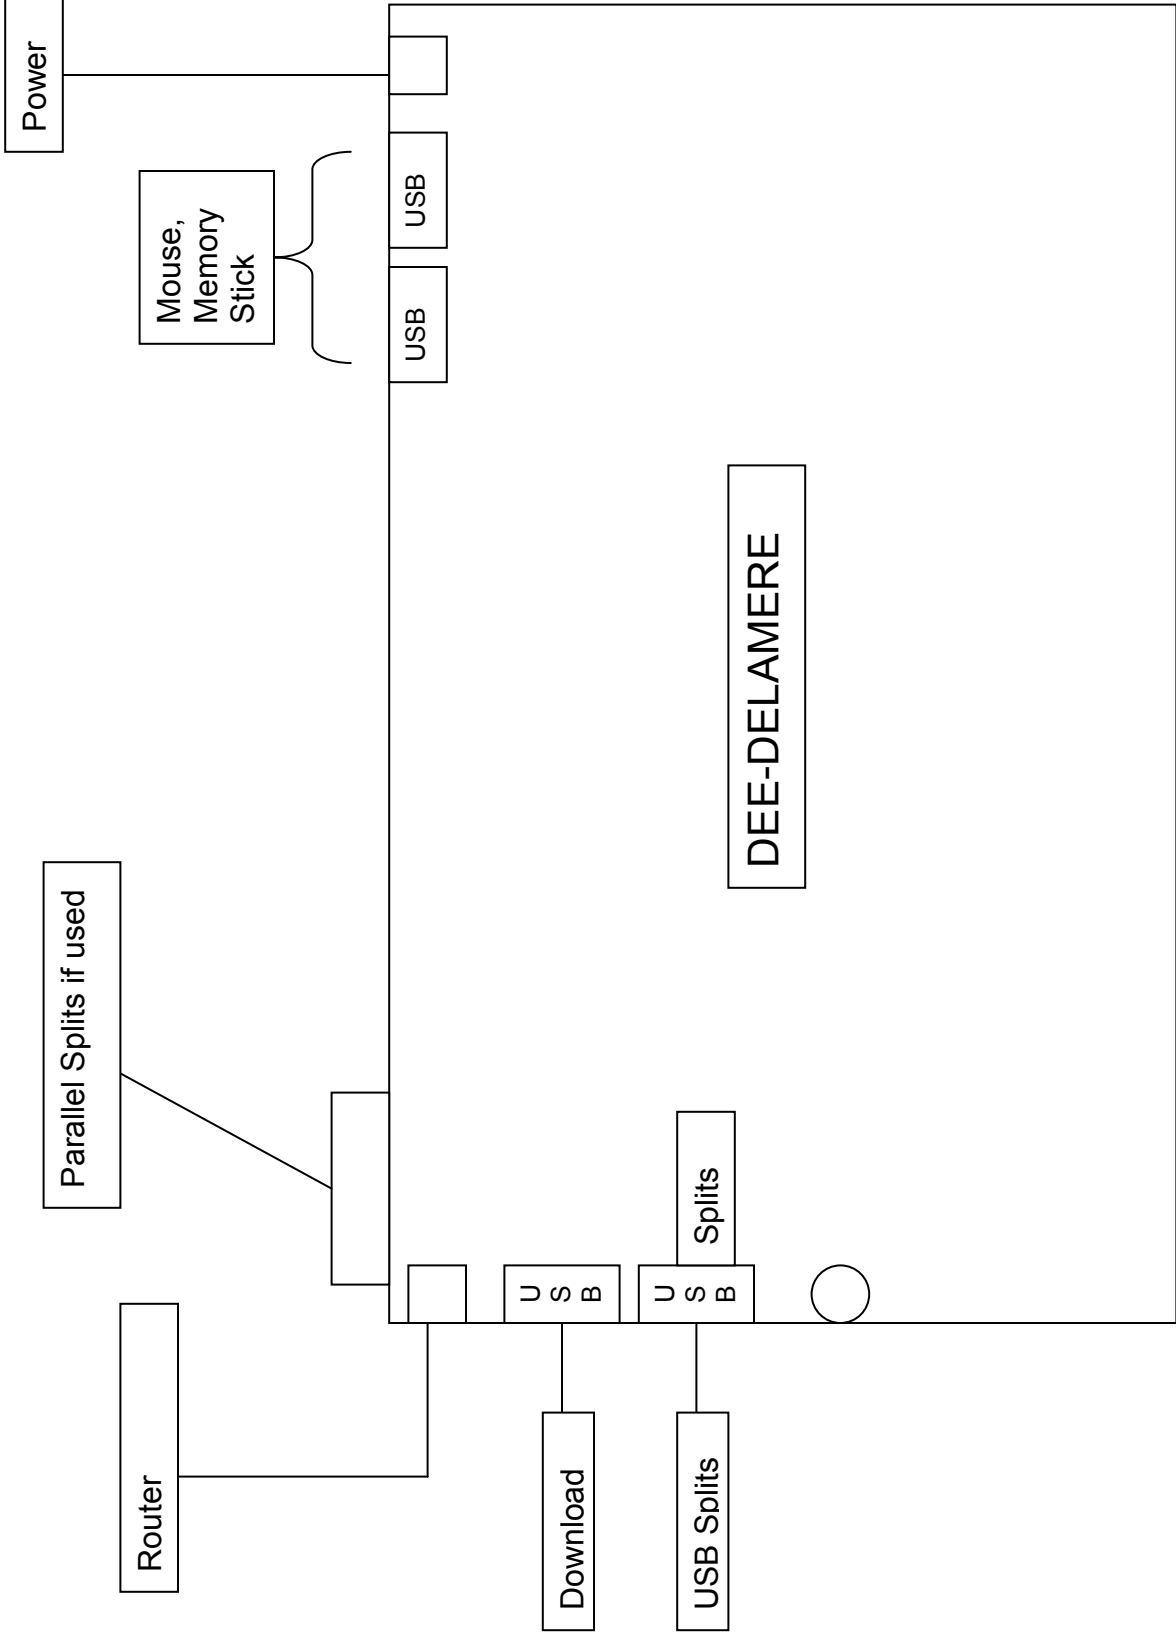 Router
Parallel Splits if used
Mouse,
Memory
Stick
Power
Download
U
S
B
USB
USB
USB Splits
U
S
B
Splits
DEE-DELAMERE